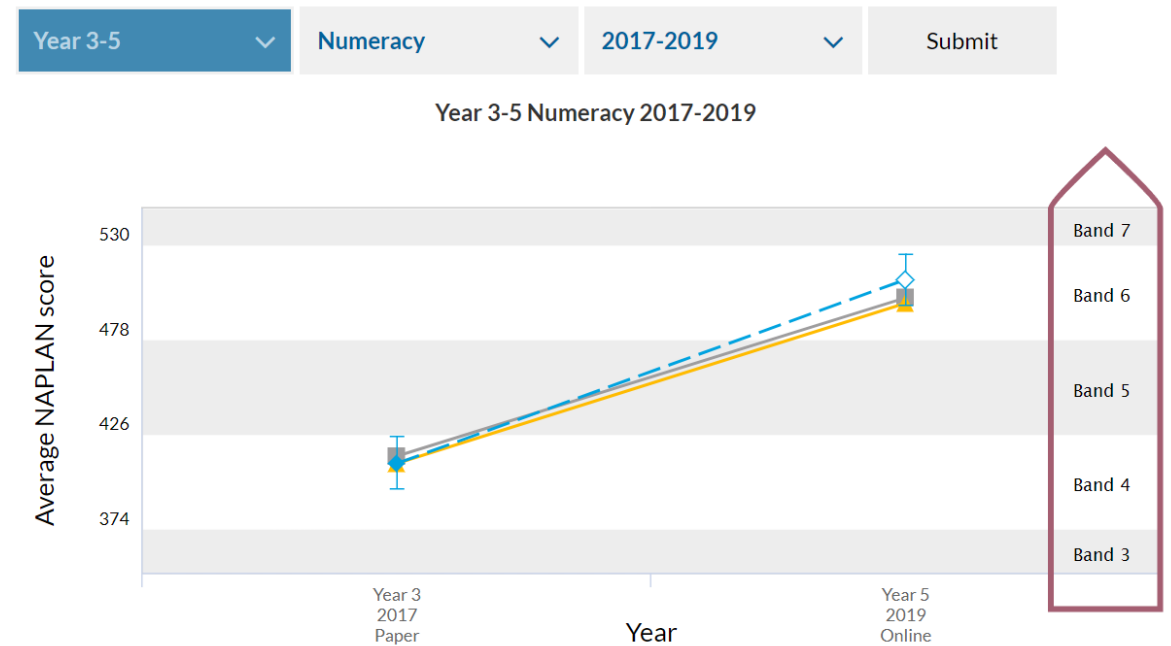 Year 3-5
Numeracy
2017-2019
Submit
Year 3-5 Numeracy 2017-2019
Average NAPLAN score
530
478
426
374
Band 7
Band 6
Band 5
Band 4
Band 3
Year 3
2017
Paper
Year 5
2019
Online
Year